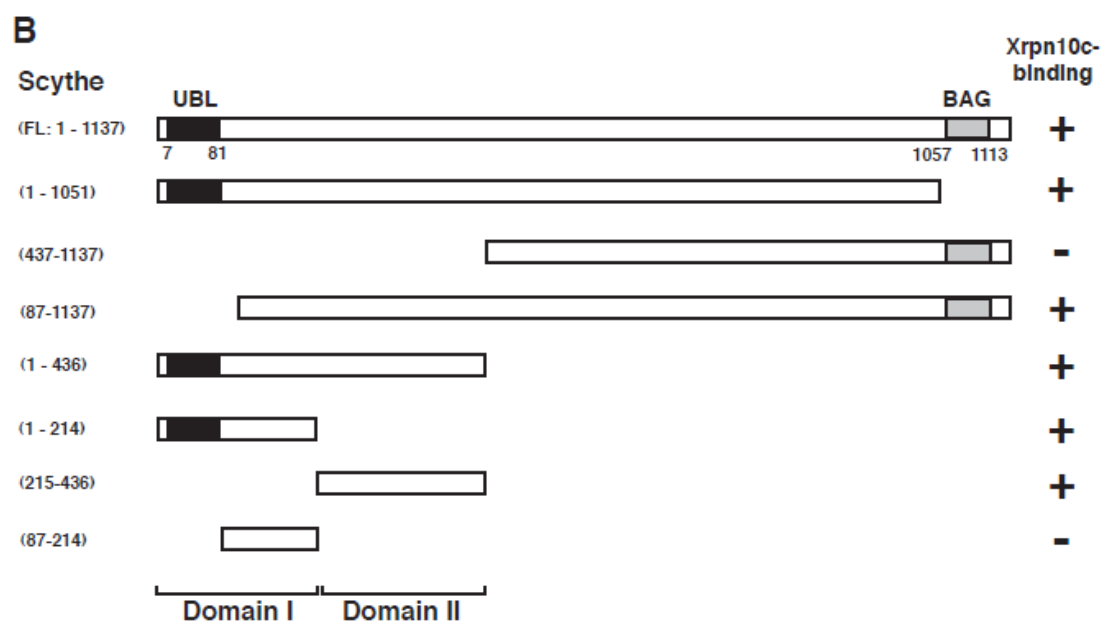 B
Xrpn10c-
binding
Scythe
UBL
BAG
(FL: 1 - 1137)
+
7
81
1057
1113
(1 - 1051)
+
(437-1137)
-
(87-1137)
+
(1 - 436)
+
(1 - 214)
+
(215-436)
+
(87-214)
-
Domain I
Domain II